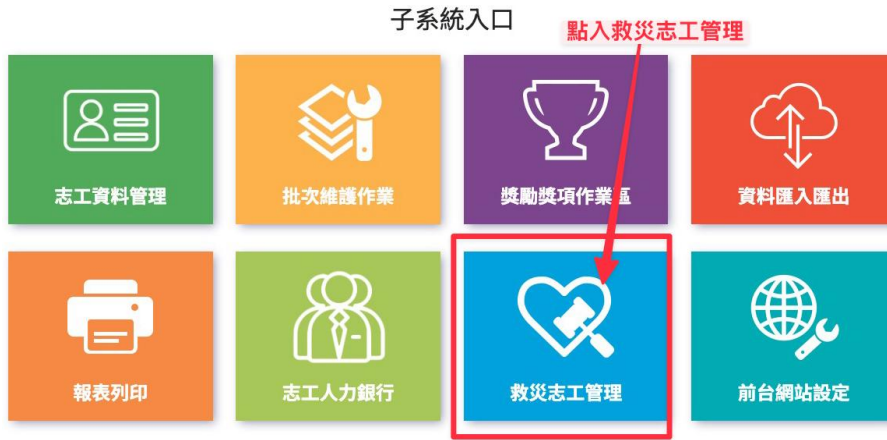 子系統入口
點入救災志工管理
志工資料管理
批次維護作業
獎勵獎項作業區
資料匯入匯出
報表列印
志工人力銀行
救災志工管理
前台網站設定